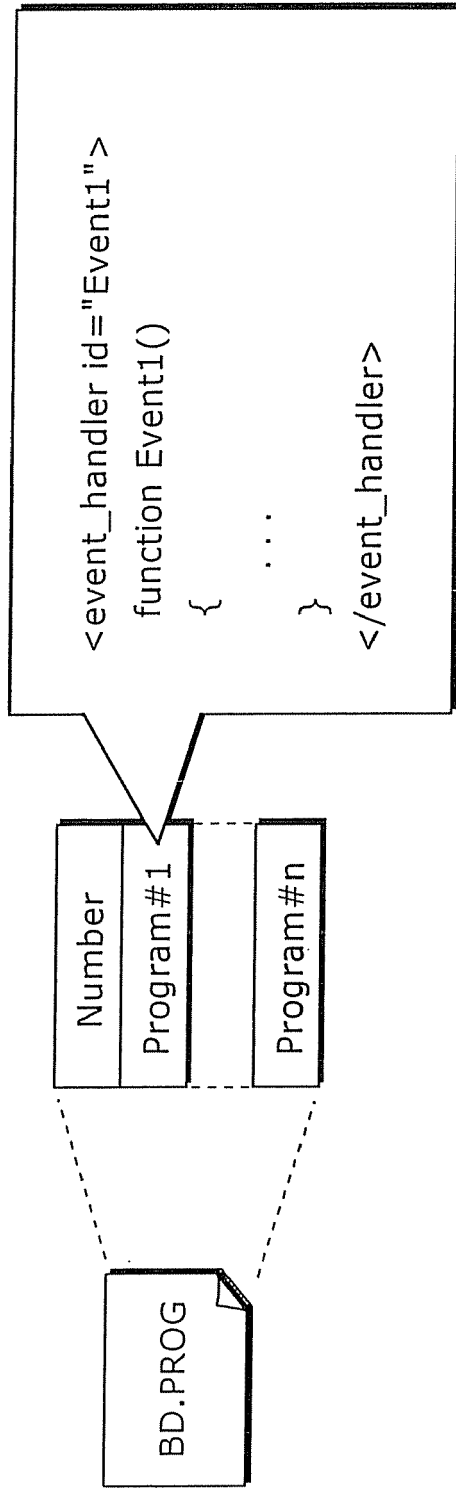 BD.PROG
Number
Program#1
Program#n
<event_handler id="Event1">
function Event1()
{
...
}
</event_handler>